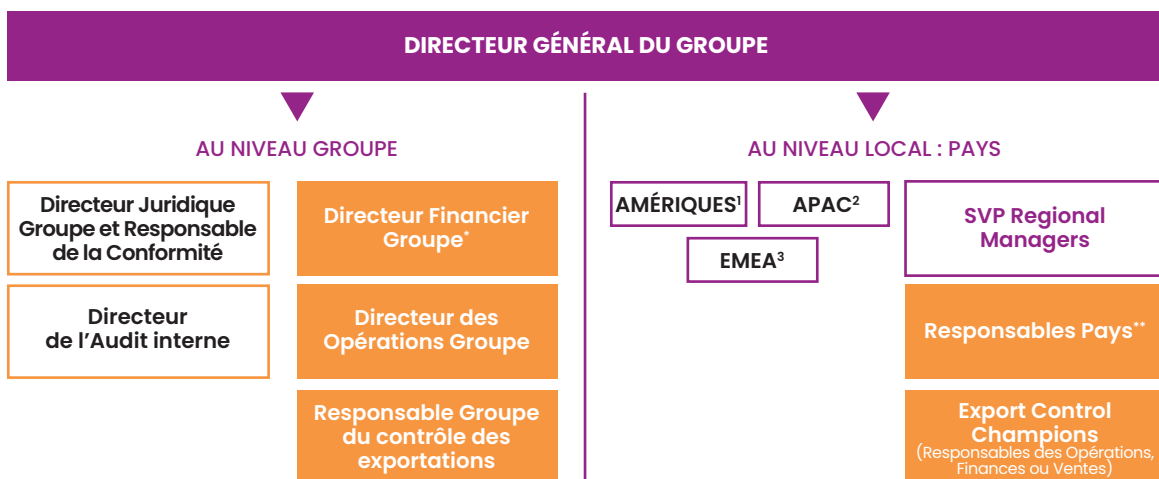 DIRECTEUR GÉNÉRAL DU GROUPE
AU NIVEAU GROUPE
Directeur Juridique
Groupe et Responsable
de la Conformité
Directeur Financier
Groupe*
Directeur
de l'Audit interne
Directeur des
Opérations Groupe
Responsable Groupe
du contrôle des
exportations
AU NIVEAU LOCAL : PAYS
AMÉRIQUES¹
APAC²
EMEA³
SVP Regional
Managers
Responsables Pays**
Export Control
Champions
(Responsables des Opérations,
Finances ou Ventes)